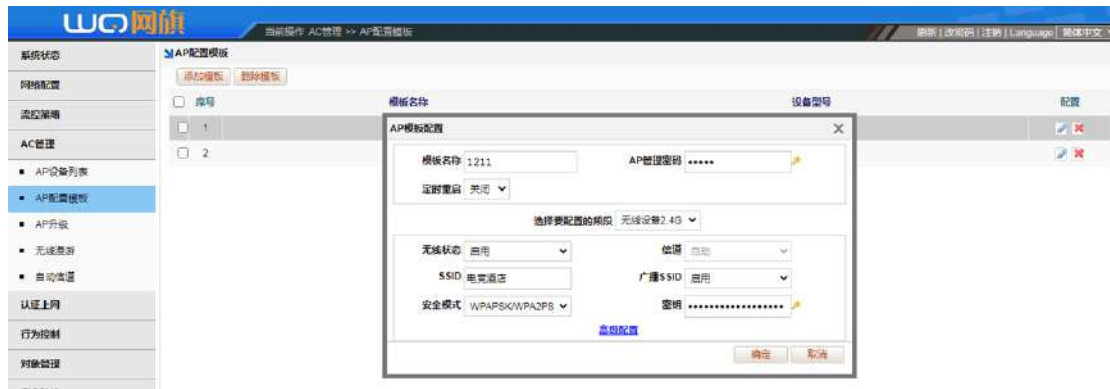 WQ网旗
当前操作 AC管理 >> AP配置模板
刷新 | 改密码 | 注销 | Language 简体中文
系统状态
网络配置
流控策略
AC管理
AP设备列表
AP配置模板
AP升级
无线漫游
自动信道
认证上网
行为控制
对象管理
AP配置模板
添加模板 删除模板
序号 模板名称 设备型号 配置
1
2
AP模板配置 X
模板名称 1211 AP管理密码 •••••
定时重启 关闭
选择要配置的频段 无线设备2.4G
无线状态 启用 信道 自动
SSID 电竞酒店 广播SSID 启用
安全模式 WPAPSK/WPA2PS 密钥 ••••••••••••••••••
高级配置
确定 取消